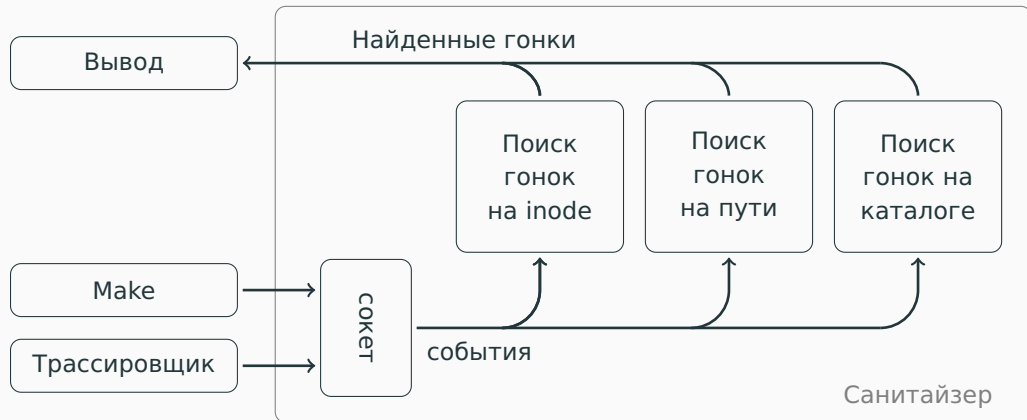 Найденные гонки
Вывод
Поиск
гонок
на inode
Поиск
гонок
на пути
Поиск
гонок на
каталоге
Make
сокет
Трассировщик
события
Санитайзер